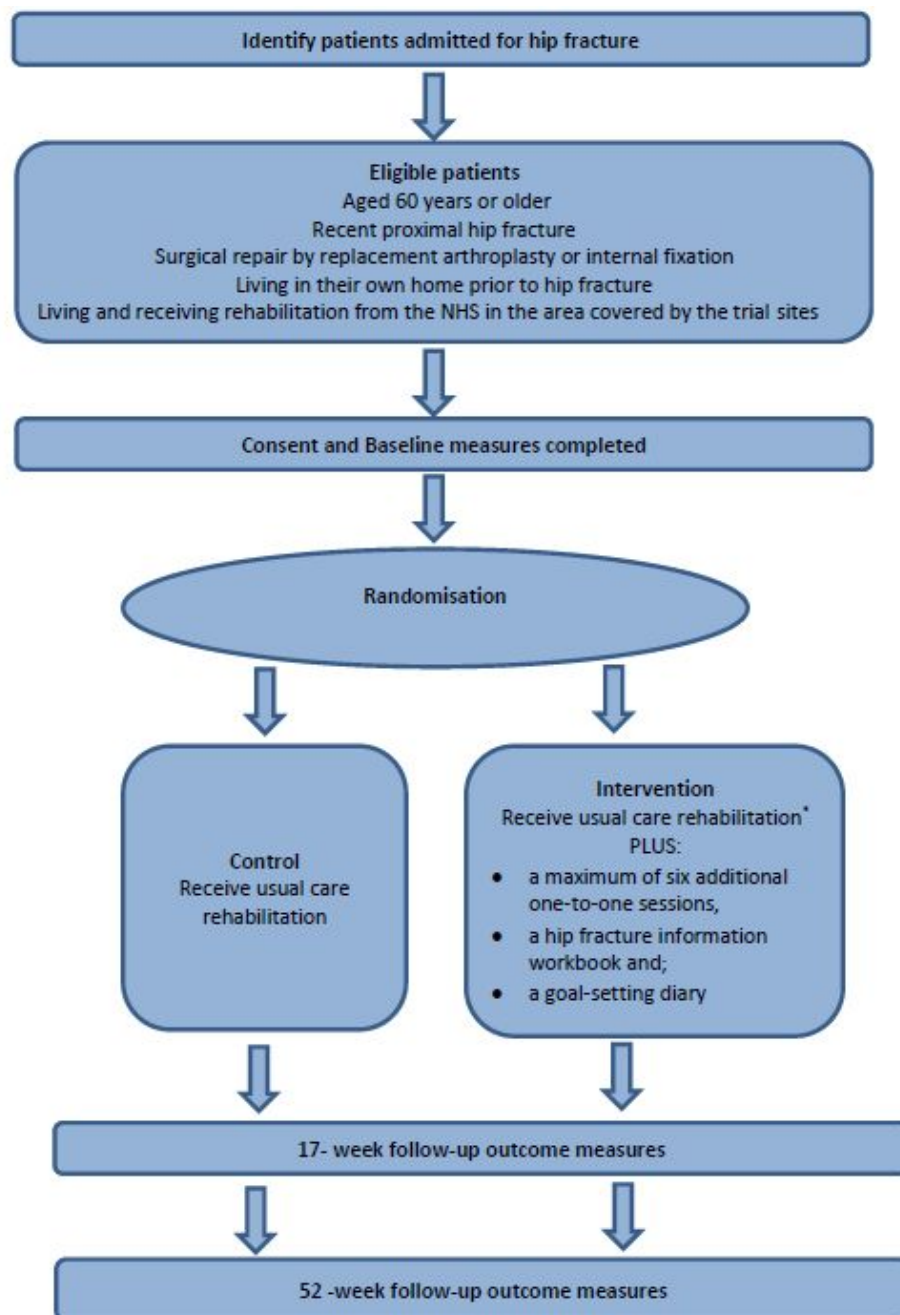 Identify patients admitted for hip fracture
Eligible patients
Aged 60 years or older
Recent proximal hip fracture
Surgical repair by replacement arthroplasty or internal fixation
Living in their own home prior to hip fracture
Living and receiving rehabilitation from the NHS in the area covered by the trial sites
Consent and Baseline measures completed
Randomisation
Control
Receive usual care
rehabilitation
Intervention
Receive usual care rehabilitation*
PLUS:
• a maximum of six additional
one-to-one sessions,
• a hip fracture information
workbook and;
• a goal-setting diary
17- week follow-up outcome measures
52 -week follow-up outcome measures